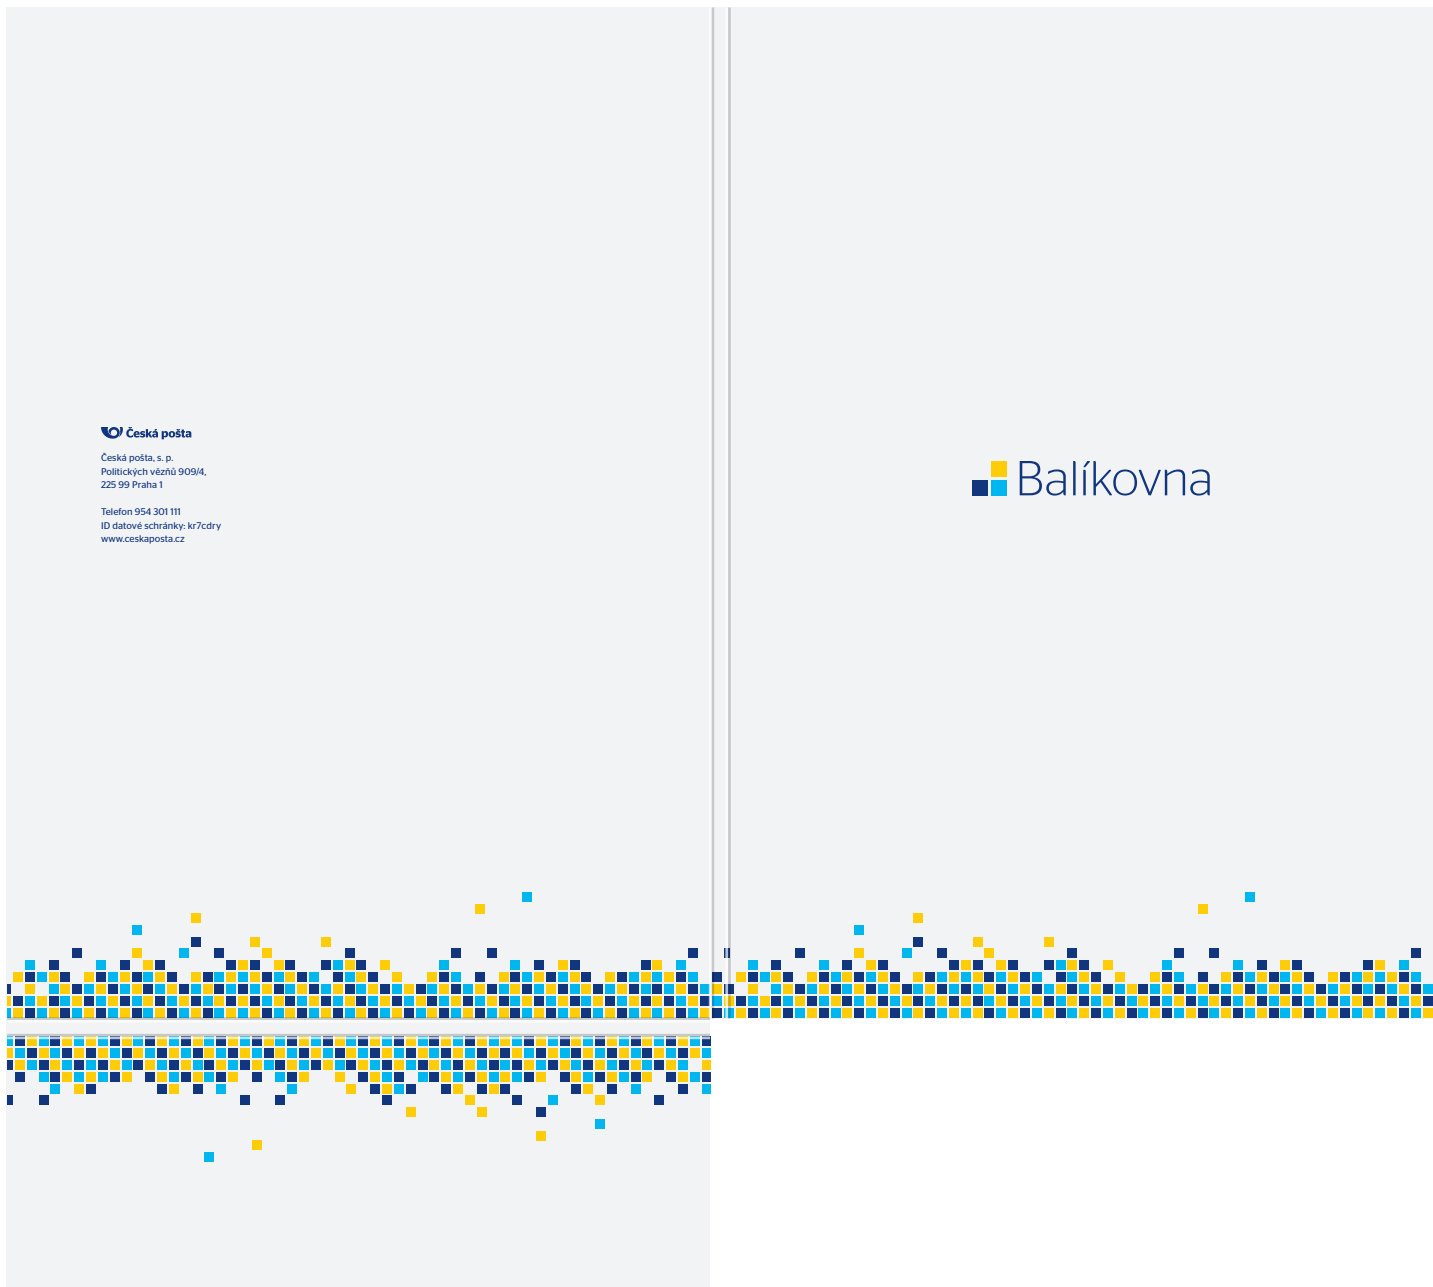 Česká pošta
Česká pošta, s. p.
Politických vězňů 909/4,
225 99 Praha 1
Telefon 954 301 111
ID datové schránky: kr7cdry
www.ceskaposta.cz
Balíkovna